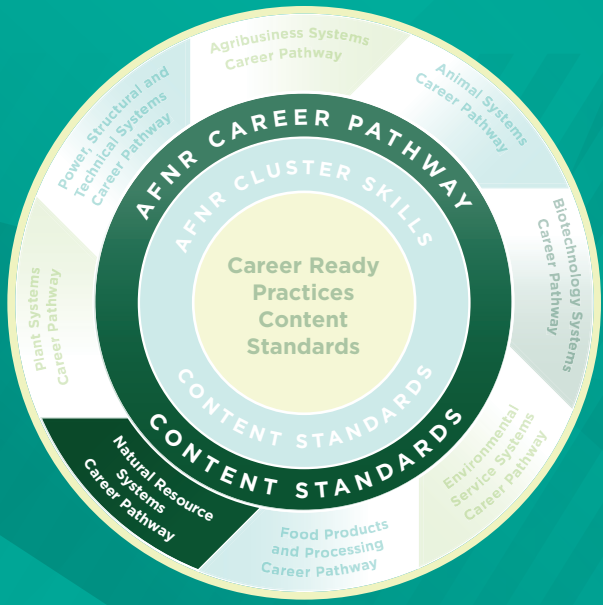 Agribusiness Systems
Career Pathway
Animal Systems
Career Pathway
Biotechnology Systems
Career Pathway
Environmental
Service Systems
Career Pathway
Food Products
and Processing
Career Pathway
Natural Resource
Systems
Career Pathway
Plant Systems
Career Pathway
Power, Structural and
Technical Systems
Career Pathway
AFNR CAREER PATHWAY
CONTENT STANDARDS
AFNR CLUSTER SKILLS
CONTENT STANDARDS
Career Ready
Practices
Content
Standards